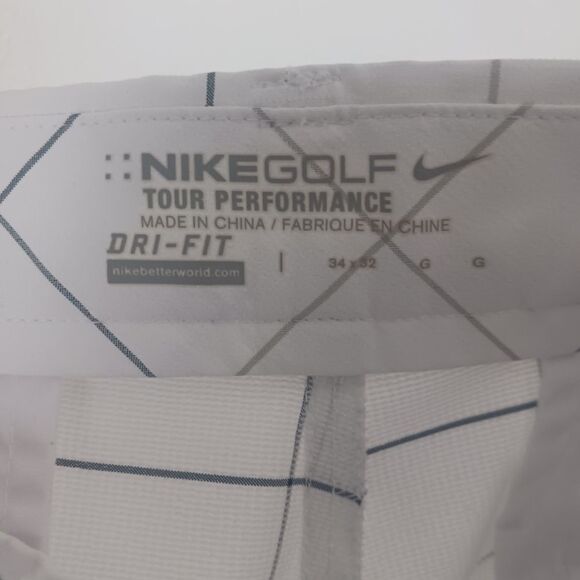 NIKEGOLF
TOUR PERFORMANCE
MADE IN CHINA / FABRIQUE EN CHINE
DRI-FIT
nikebetterworld.com
34 x 32 G G